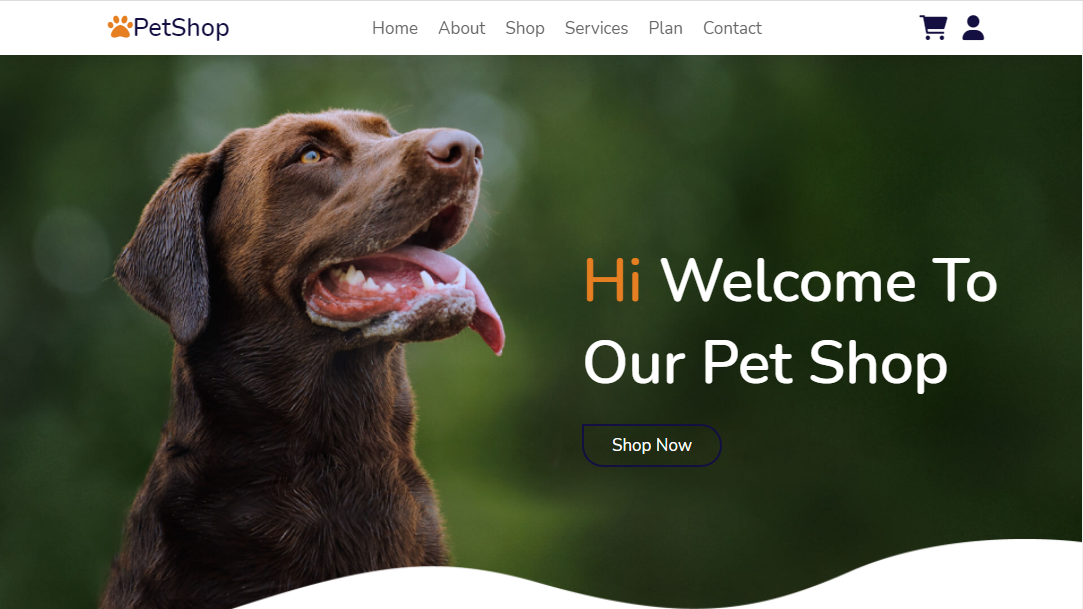 PetShop
Home About Shop Services Plan Contact
Hi Welcome To
Our Pet Shop
Shop Now